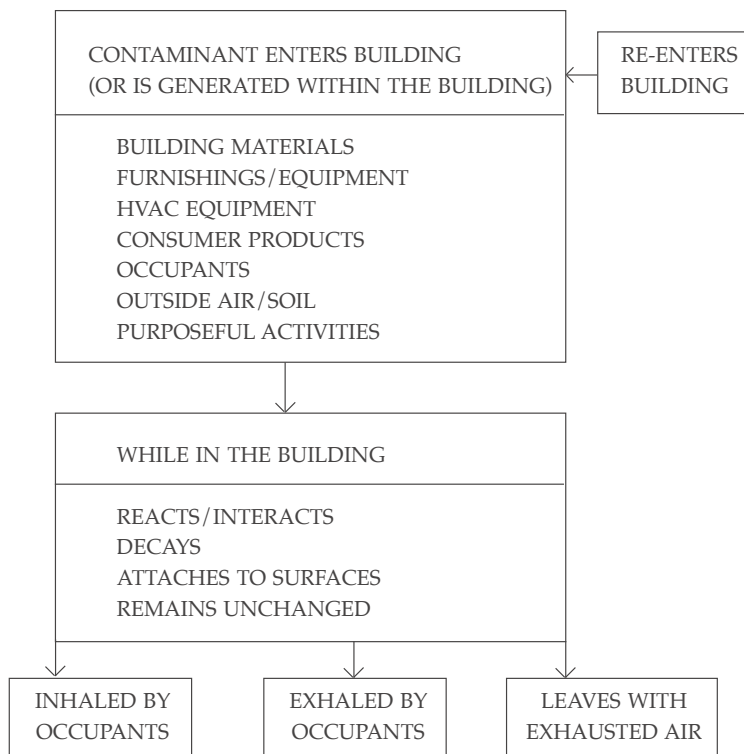 CONTAMINANT ENTERS BUILDING
(OR IS GENERATED WITHIN THE BUILDING)
RE-ENTERS
BUILDING
BUILDING MATERIALS
FURNISHINGS/EQUIPMENT
HVAC EQUIPMENT
CONSUMER PRODUCTS
OCCUPANTS
OUTSIDE AIR/SOIL
PURPOSEFUL ACTIVITIES
WHILE IN THE BUILDING
REACTS/INTERACTS
DECAYS
ATTACHES TO SURFACES
REMAINS UNCHANGED
INHALED BY
OCCUPANTS
EXHALED BY
OCCUPANTS
LEAVES WITH
EXHAUSTED AIR